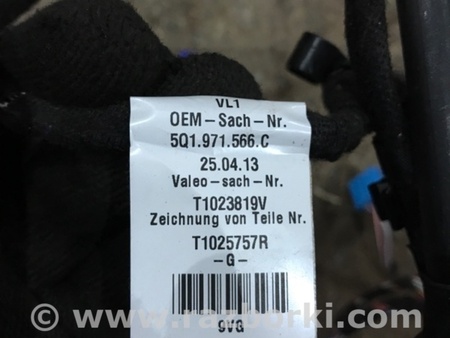 VL1
OEM-Sach-Nr.
5Q1.971.566.C
25.04.13
Valeo-sach-Nr.
T1023819V
Zeichnung von Teile Nr.
T1025757R
-G-
9VG
www.razborki.com